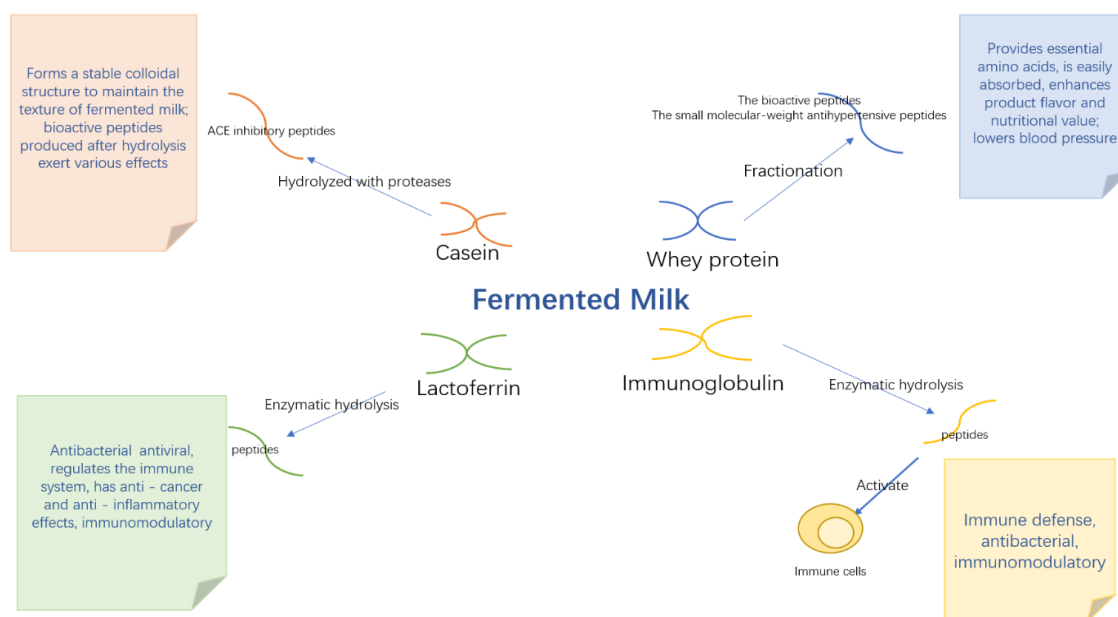 Forms a stable colloidal
structure to maintain the
texture of fermented milk;
bioactive peptides
produced after hydrolysis
exert various effects
ACE inhibitory peptides
Hydrolyzed with proteases
Casein
Provides essential
amino acids, is easily
absorbed, enhances
product flavor and
nutritional value;
lowers blood pressure
The bioactive peptides
The small molecular-weight antihypertensive peptides
Fractionation
Whey protein
Fermented Milk
Lactoferrin
Enzymatic hydrolysis
peptides
Antibacterial antiviral,
regulates the immune
system, has anti - cancer
and anti - inflammatory
effects, immunomodulatory
Immunoglobulin
Enzymatic hydrolysis
peptides
Activate
Immune cells
Immune defense,
antibacterial,
immunomodulatory